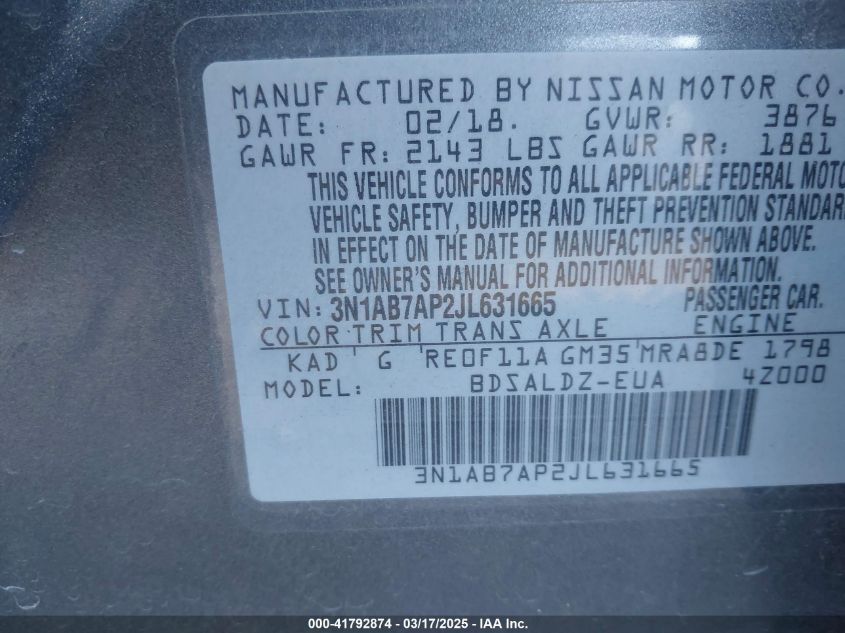 MANUFACTURED BY NISSAN MOTOR CO.
DATE: 02/18. GVWR: 3876
GAWR FR: 2143 LBS GAWR RR: 1881
THIS VEHICLE CONFORMS TO ALL APPLICABLE FEDERAL MOTO
VEHICLE SAFETY, BUMPER AND THEFT PREVENTION STANDAR
IN EFFECT ON THE DATE OF MANUFACTURE SHOWN ABOVE.
SEE OWNER'S MANUAL FOR ADDITIONAL INFORMATION.
VIN: 3N1AB7AP2JL631665 PASSENGER CAR.
COLOR TRIM TRANS AXLE ENGINE
KAD G RE0F11A GM35 MRA8DE 1798
MODEL: BDSALDZ-EUA 4Z000
3N1AB7AP2JL631665
000-41792874 - 03/17/2025 - IAA Inc.